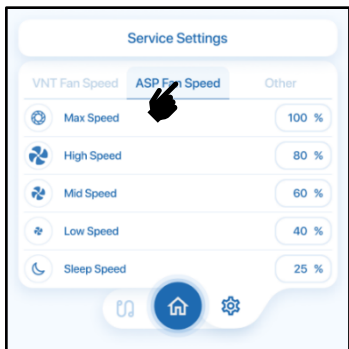 Service Settings
VNT Fan Speed ASP Fan Speed Other
Max Speed 100 %
High Speed 80 %
Mid Speed 60 %
Low Speed 40 %
Sleep Speed 25 %